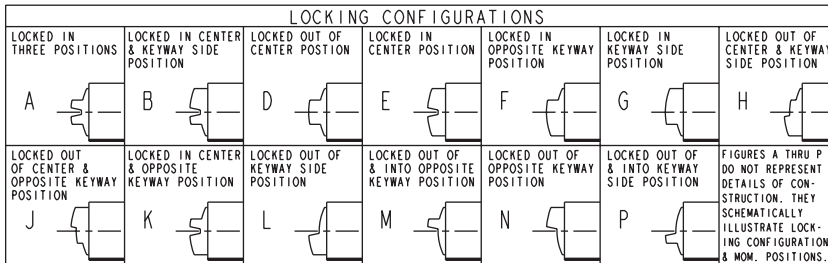 LOCKING CONFIGURATIONS
LOCKED IN
THREE POSITIONS
A
LOCKED IN CENTER
& KEYWAY SIDE
POSITION
B
LOCKED OUT OF
CENTER POSTION
D
LOCKED IN
CENTER POSITION
E
LOCKED IN
OPPOSITE KEYWAY
POSITION
F
LOCKED IN
KEYWAY SIDE
POSITION
G
LOCKED OUT OF
CENTER & KEYWAY
SIDE POSITION
H
LOCKED OUT
OF CENTER &
OPPOSITE KEYWAY
POSITION
J
LOCKED IN CENTER
& OPPOSITE
KEYWAY POSITION
K
LOCKED OUT OF
KEYWAY SIDE
POSITION
L
LOCKED OUT OF
& INTO OPPOSITE
KEYWAY POSITION
M
LOCKED OUT OF
OPPOSITE KEYWAY
POSITION
N
LOCKED OUT OF
& INTO KEYWAY
SIDE POSITION
P
FIGURES A THRU P
DO NOT REPRESENT
DETAILS OF CON-
STRUCTION. THEY
SCHEMATICALLY
ILLUSTRATE LOCK-
ING CONFIGURATION
& MOM. POSITIONS.